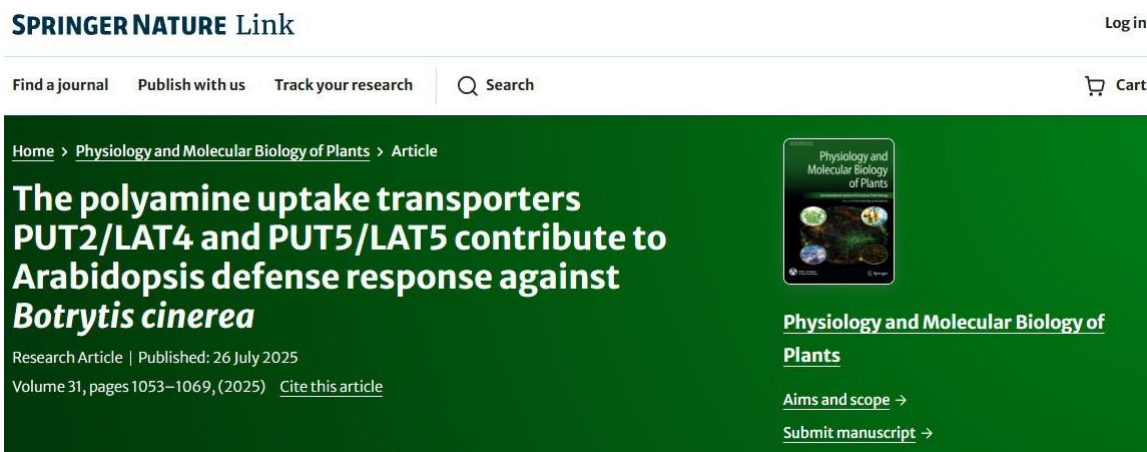 SPRINGER NATURE Link
Log in
Find a journal Publish with us Track your research Search
Cart
Home > Physiology and Molecular Biology of Plants > Article
The polyamine uptake transporters
PUT2/LAT4 and PUT5/LAT5 contribute to
Arabidopsis defense response against
Botrytis cinerea
Research Article | Published: 26 July 2025
Volume 31, pages 1053–1069, (2025) Cite this article
Physiology and
Molecular Biology
of Plants
Springer
Physiology and Molecular Biology of
Plants
Aims and scope →
Submit manuscript →